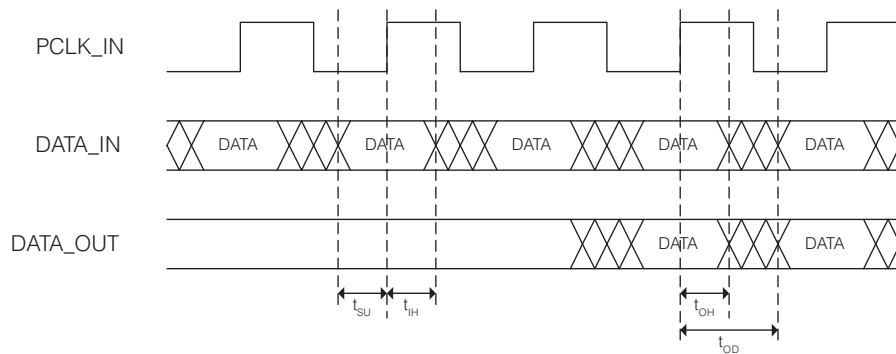 PCLK_IN
DATA_IN
DATA DATA DATA DATA DATA
DATA_OUT
DATA DATA
tSU tIH tOH
tOD